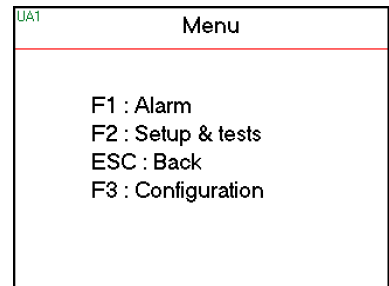 UA1
Menu
F1 : Alarm
F2 : Setup & tests
ESC : Back
F3 : Configuration